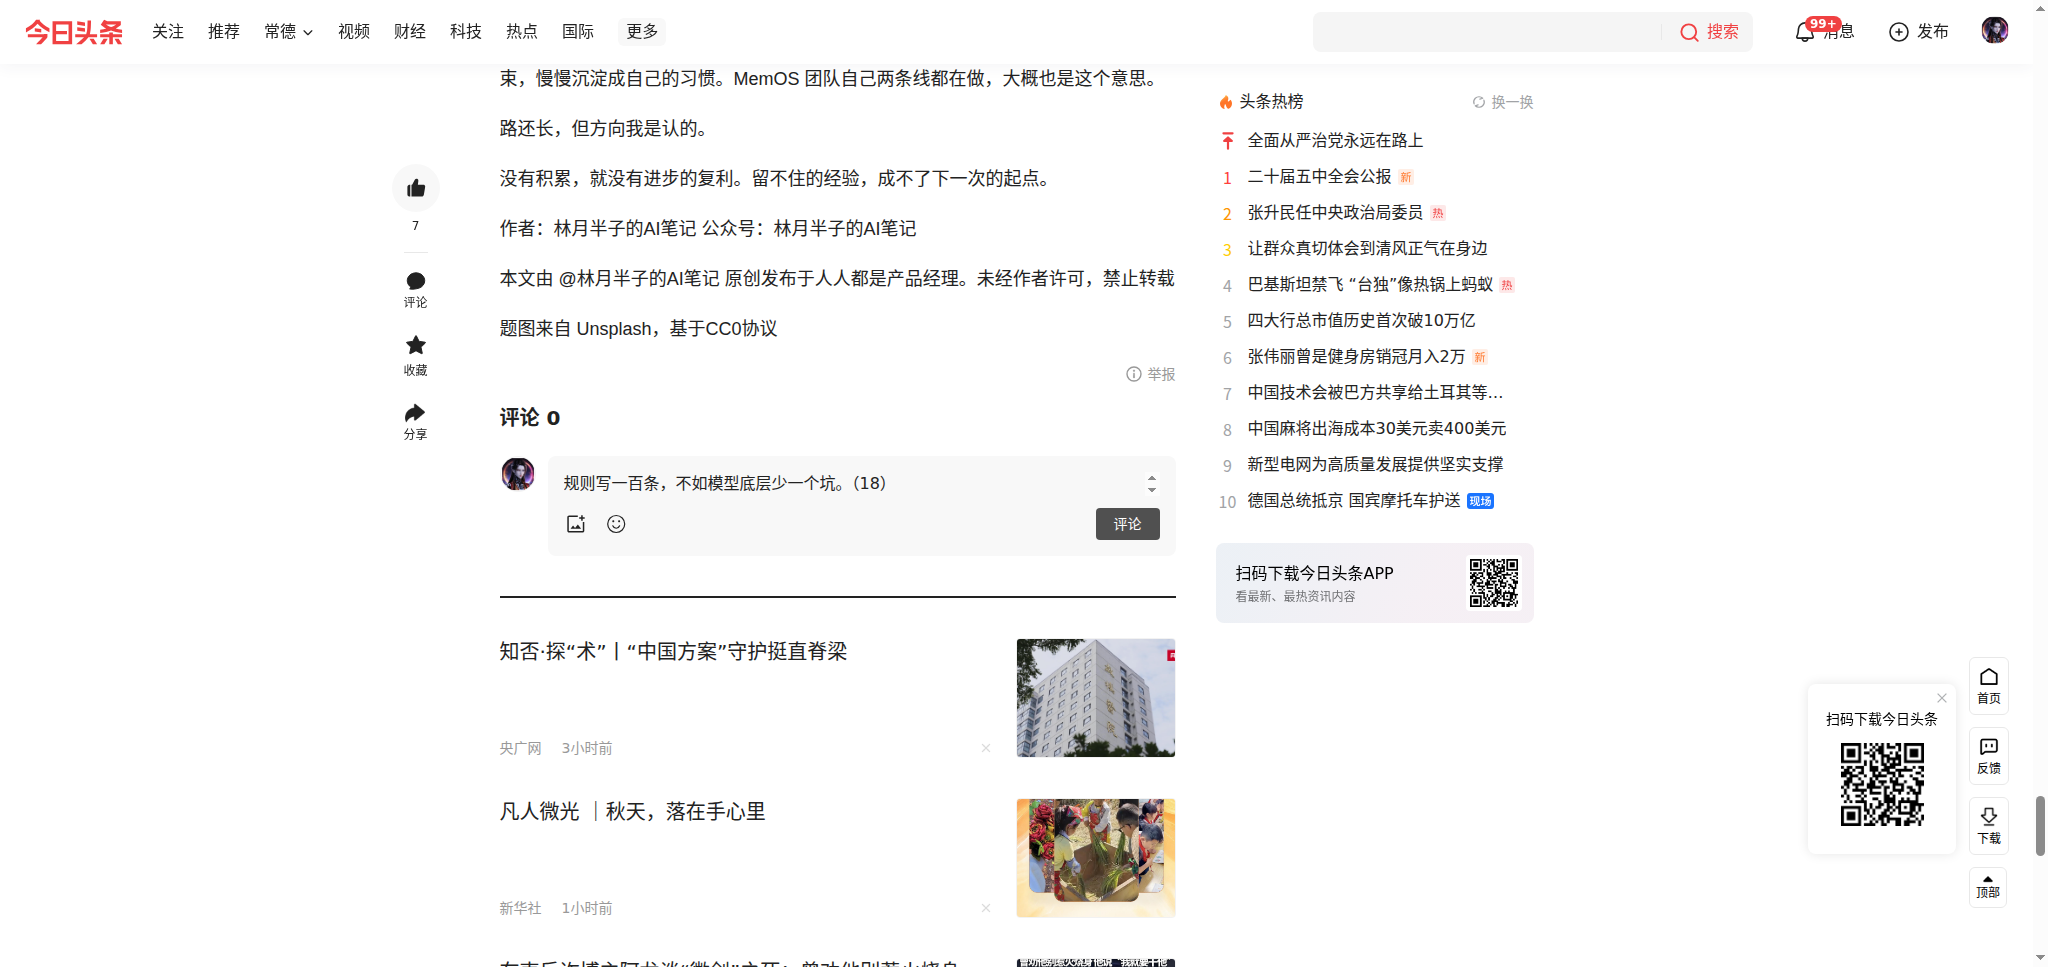 今日头条
关注 推荐 常德 视频 财经 科技 热点 国际 更多
搜索
99+
消息
发布
束，慢慢沉淀成自己的习惯。MemOS 团队自己两条线都在做，大概也是这个意思。
路还长，但方向我是认的。
没有积累，就没有进步的复利。留不住的经验，成不了下一次的起点。
作者：林月半子的AI笔记 公众号：林月半子的AI笔记
本文由 @林月半子的AI笔记 原创发布于人人都是产品经理。未经作者许可，禁止转载
题图来自 Unsplash，基于CC0协议
举报
7
评论
收藏
分享
评论 0
规则写一百条，不如模型底层少一个坑。（18）
评论
知否·探“术”丨“中国方案”守护挺直脊梁
央广网 3小时前
凡人微光 ｜秋天，落在手心里
新华社 1小时前
头条热榜
换一换
全面从严治党永远在路上
1 二十届五中全会公报 新
2 张升民任中央政治局委员 热
3 让群众真切体会到清风正气在身边
4 巴基斯坦禁飞 “台独”像热锅上蚂蚁 热
5 四大行总市值历史首次破10万亿
6 张伟丽曾是健身房销冠月入2万 新
7 中国技术会被巴方共享给土耳其等...
8 中国麻将出海成本30美元卖400美元
9 新型电网为高质量发展提供坚实支撑
10 德国总统抵京 国宾摩托车护送 现场
扫码下载今日头条APP
看最新、最热资讯内容
扫码下载今日头条
首页
反馈
下载
顶部